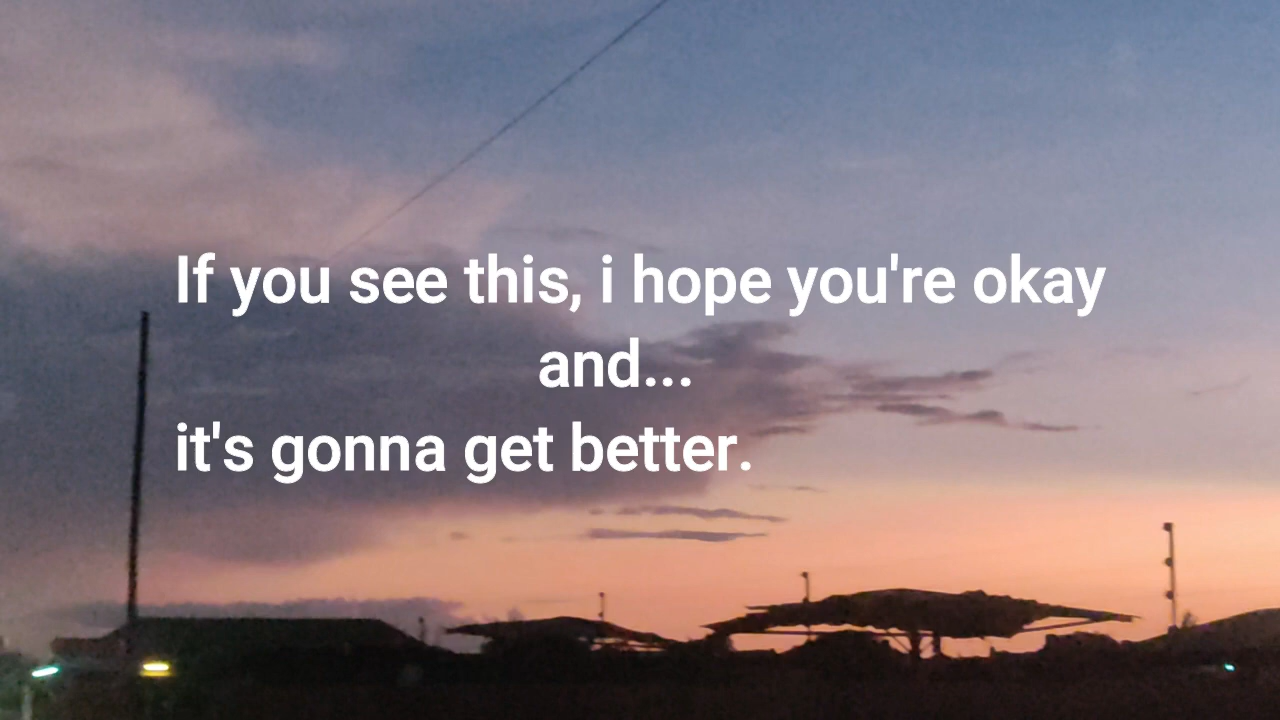 If you see this, i hope you're okay
and...
it's gonna get better.